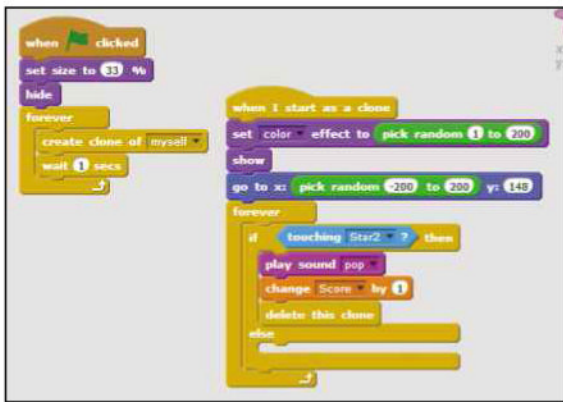 when clicked
set size to 33 %
hide
forever
create clone of myself
wait 1 secs
when I start as a clone
set color effect to pick random 1 to 200
show
go to x: pick random -200 to 200 y: 148
forever
if touching Star2 ? then
play sound pop
change Score by 1
delete this clone
else
x
y